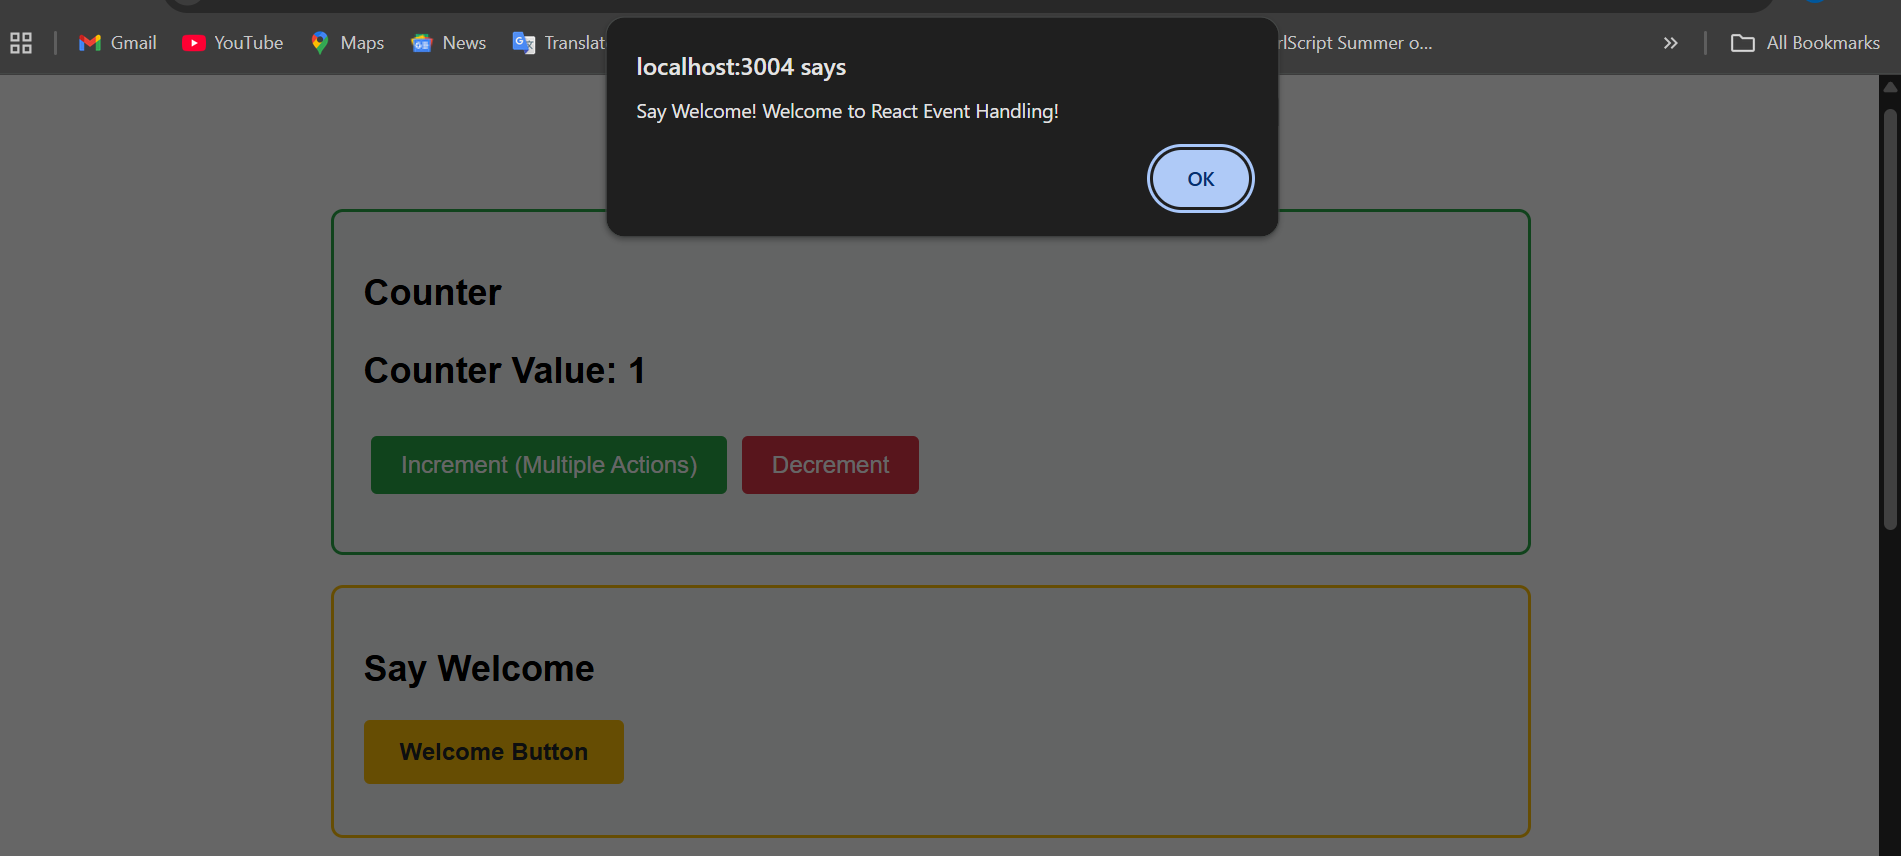 Gmail
YouTube
Maps
News
Translat
rlScript Summer o...
All Bookmarks
localhost:3004 says
Say Welcome! Welcome to React Event Handling!
OK
Counter
Counter Value: 1
Increment (Multiple Actions)
Decrement
Say Welcome
Welcome Button